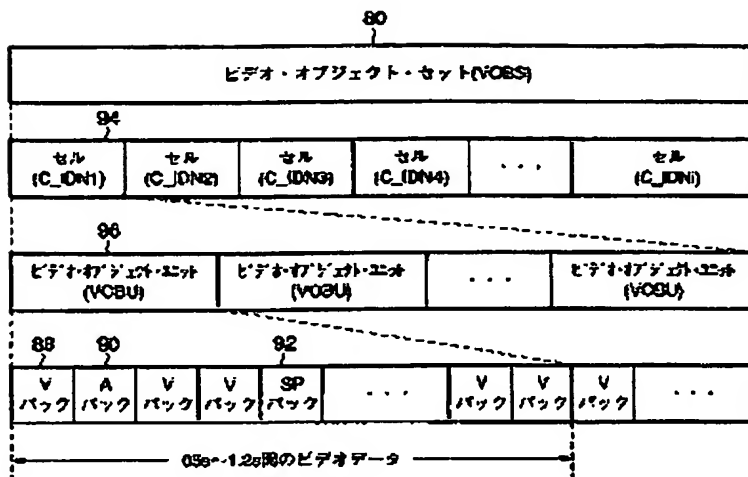 80
ビデオ・オブジェクト・セット(VOBS)
94
セル セル セル セル セル
(C_IDN1) (C_IDN2) (C_IDN3) (C_IDN4) ・・・ (C_IDNi)
96
ビデオ・オブジェクト・ユニット ビデオ・オブジェクト・ユニット ビデオ・オブジェクト・ユニット
(VOBU) (VOBU) ・・・ (VOBU)
88 90 92
V A V V SP V V V
パック パック パック パック パック ・・・ パック パック パック ・・・
のビデオデータ